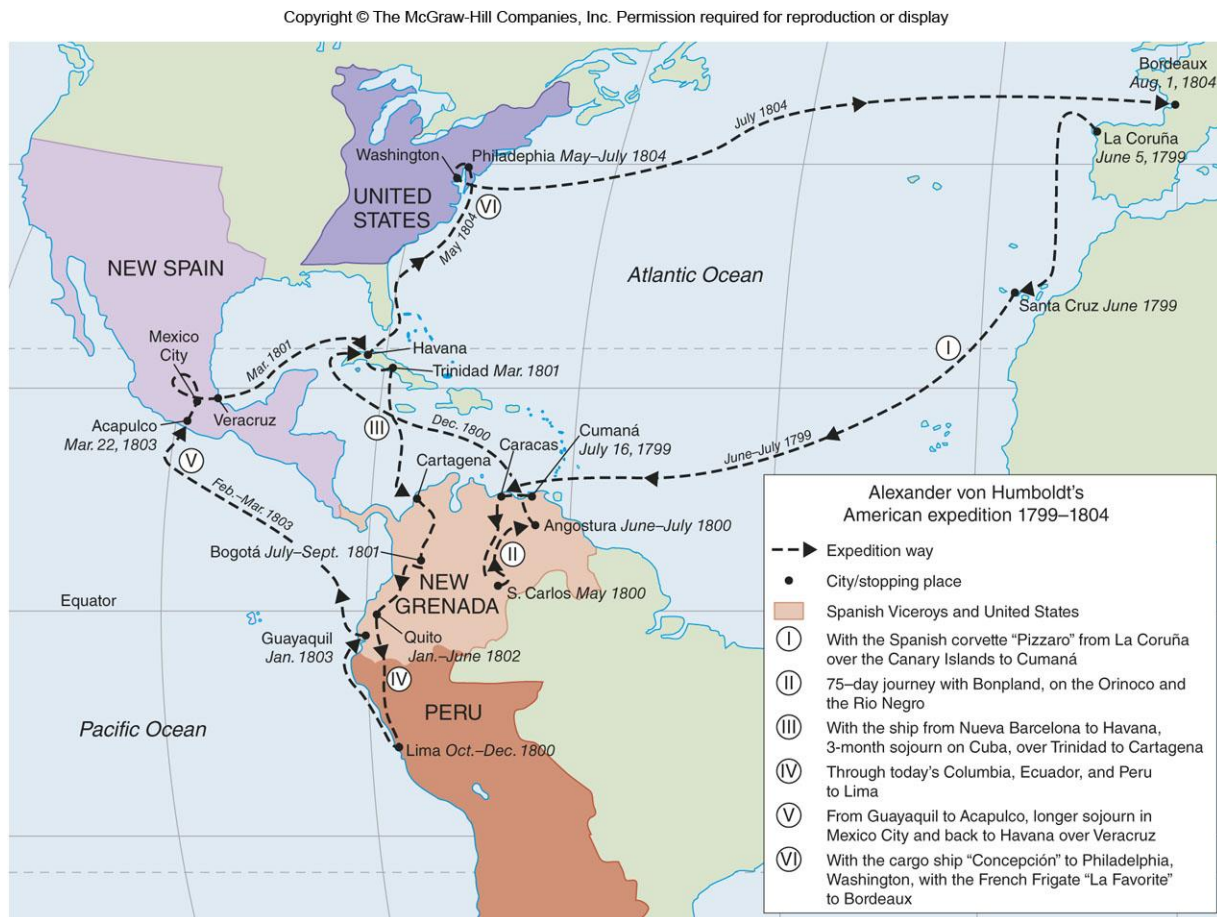 Copyright © The McGraw-Hill Companies, Inc. Permission required for reproduction or display
Bordeaux
Aug. 1, 1804
July 1804
La Coruña
June 5, 1799
Washington
Philadephia May–July 1804
UNITED
STATES
VI
May 1804
NEW SPAIN
Atlantic Ocean
Santa Cruz June 1799
Mexico
City
Mar. 1801
Havana
Trinidad Mar. 1801
I
Acapulco
Mar. 22, 1803
Veracruz
III
Dec. 1800
Caracas
Cumaná
July 16, 1799
June–July 1799
V
Cartagena
Feb.–Mar. 1803
Angostura June–July 1800
II
Bogotá July–Sept. 1801
NEW
GRENADA
S. Carlos May 1800
Equator
Guayaquil
Jan. 1803
Quito
Jan.–June 1802
IV
PERU
Pacific Ocean
Lima Oct.–Dec. 1800
Alexander von Humboldt's
American expedition 1799–1804
Expedition way
City/stopping place
Spanish Viceroys and United States
I
With the Spanish corvette “Pizzaro” from La Coruña
over the Canary Islands to Cumaná
II
75–day journey with Bonpland, on the Orinoco and
the Rio Negro
III
With the ship from Nueva Barcelona to Havana,
3-month sojourn on Cuba, over Trinidad to Cartagena
IV
Through today's Columbia, Ecuador, and Peru
to Lima
V
From Guayaquil to Acapulco, longer sojourn in
Mexico City and back to Havana over Veracruz
VI
With the cargo ship “Concepción” to Philadelphia,
Washington, with the French Frigate “La Favorite”
to Bordeaux